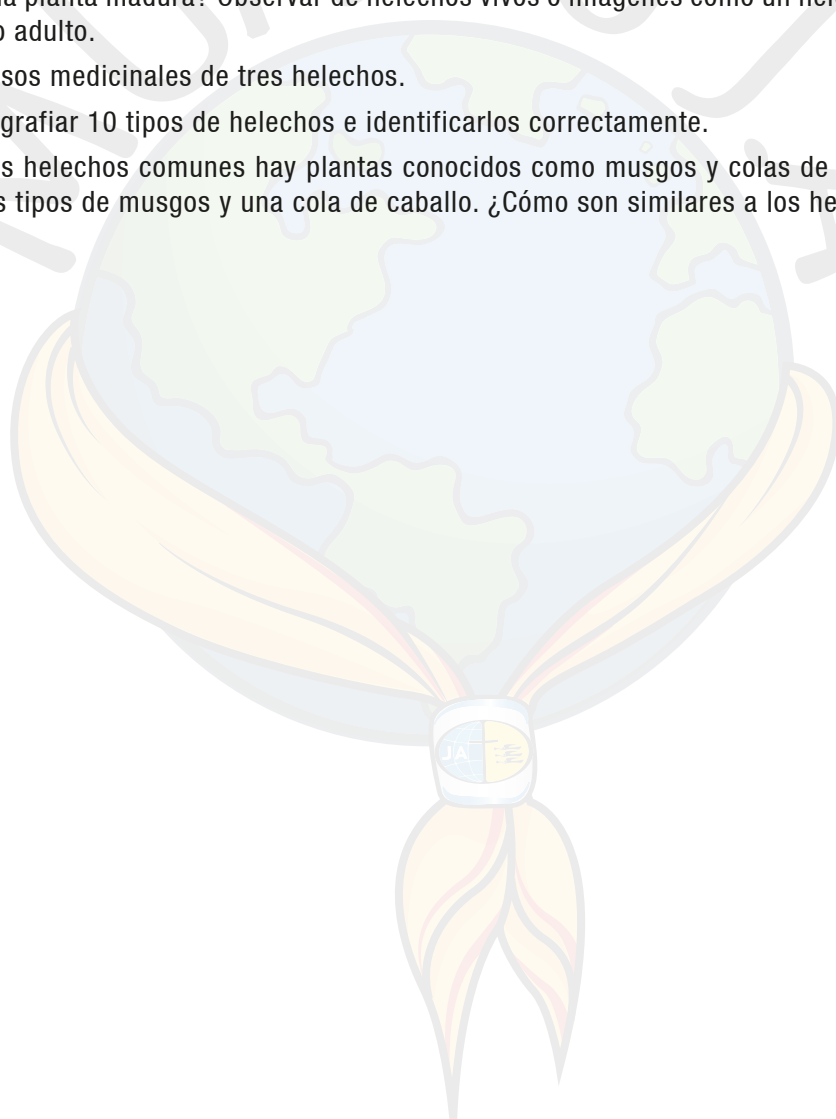 la planta madura? Observar de helechos vivos o imágenes como un hel
o adulto.
sos medicinales de tres helechos.
grafiar 10 tipos de helechos e identificarlos correctamente.
s helechos comunes hay plantas conocidos como musgos y colas de
s tipos de musgos y una cola de caballo. ¿Cómo son similares a los he
JA